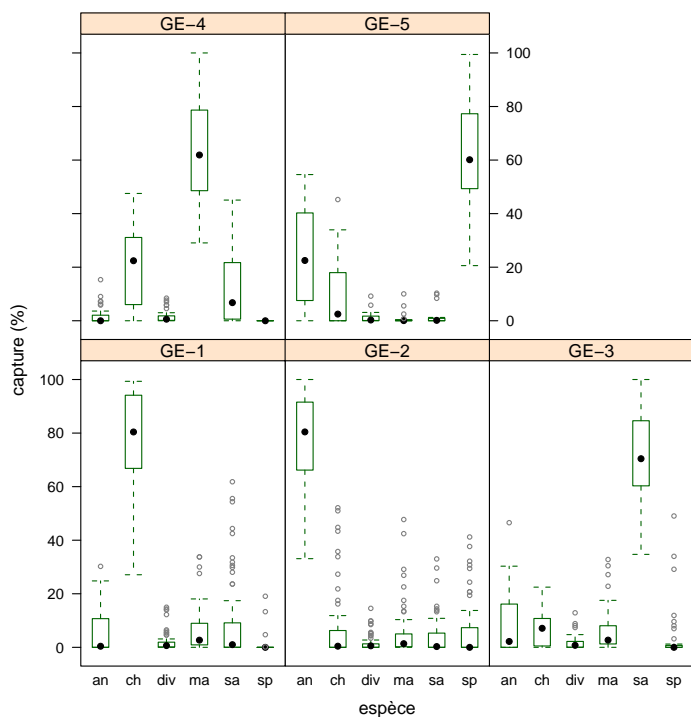 GE−4 GE−5
100
80
60
40
20
0
capture (%)
GE−1 GE−2 GE−3
100
80
60
40
20
0
an ch div ma sa sp an ch div ma sa sp an ch div ma sa sp
espèce